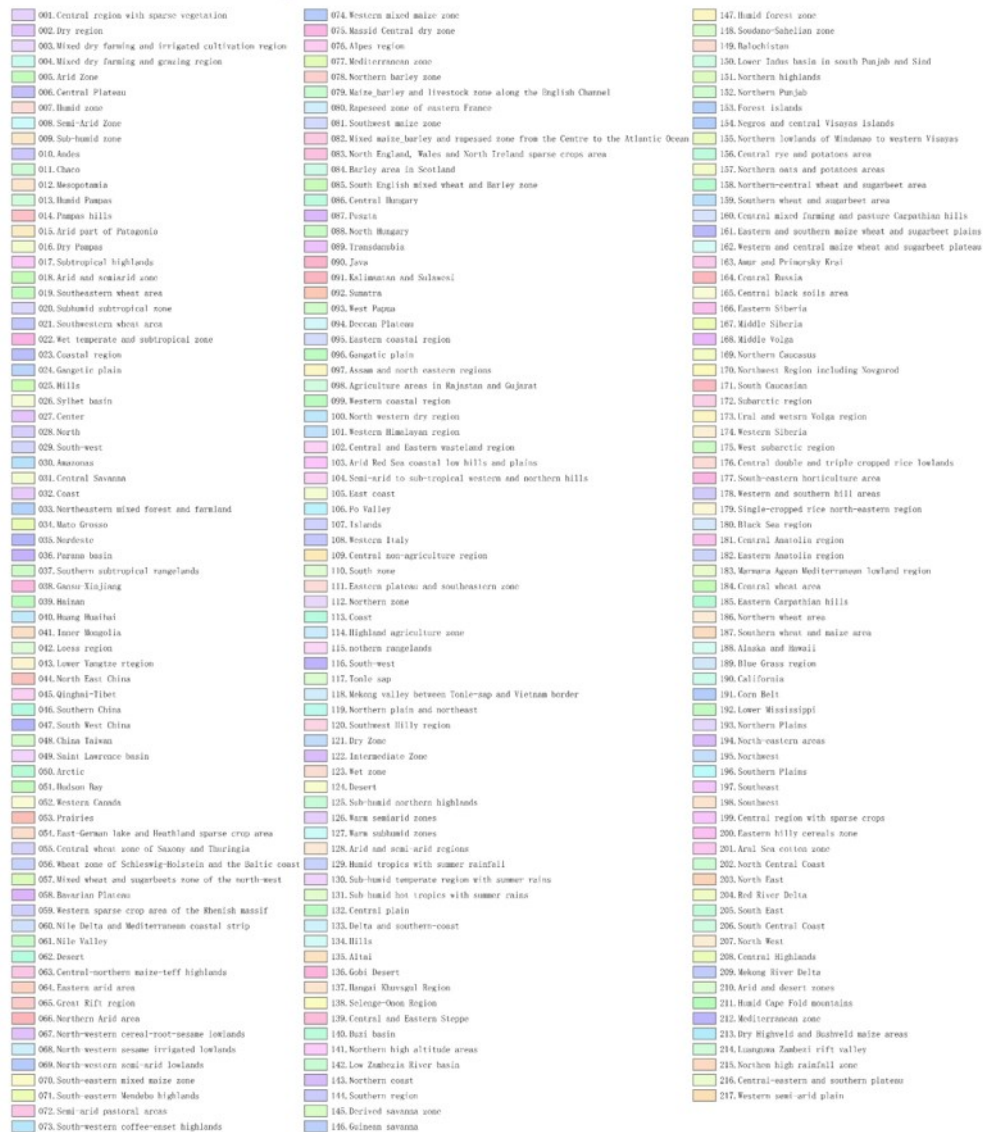 001.Central region with sparse vegetation
002.Dry region
003.Mixed dry farming and irrigated cultivation region
004.Mixed dry farming and grazing region
005.Arid Zone
006.Central Plateau
007.Humid zone
008.Semi-Arid Zone
009.Sub-humid zone
010.Andes
011.Chaco
012.Mesopotamia
013.Humid Pampas
014.Pampas hills
015.Arid part of Patagonia
016.Dry Pampas
017.Subtropical highlands
018.Arid and semiarid zone
019.Southeastern wheat area
020.Subhumid subtropical zone
021.Southwestern wheat area
022.Wet temperate and subtropical zone
023.Coastal region
024.Gangetic plain
025.Hills
026.Sylhet basin
027.Center
028.North
029.South-west
030.Amazonas
031.Central Savanna
032.Coast
033.Northeastern mixed forest and farmland
034.Mato Grosso
035.Nordeste
036.Parana basin
037.Southern subtropical rangelands
038.Gansu-Xinjiang
039.Hainan
040.Huang Huaihai
041.Inner Mongolia
042.Loess region
043.Lower Yangtze rtegion
044.North East China
045.Qinghai-Tibet
046.Southern China
047.South West China
048.China Taiwan
049.Saint Lawrence basin
050.Arctic
051.Hudson Bay
052.Western Canada
053.Prairies
054.East-German lake and Heathland sparse crop area
055.Central wheat zone of Saxony and Thuringia
056.Wheat zone of Schleswig-Holstein and the Baltic coast
057.Mixed wheat and sugarbeets zone of the north-west
058.Bavarian Plateau
059.Western sparse crop area of the Rhenish massif
060.Nile Delta and Mediterranean coastal strip
061.Nile Valley
062.Desert
063.Central-northern maize-teff highlands
064.Eastern arid area
065.Great Rift region
066.Northern Arid area
067.North-western cereal-root-sesame lowlands
068.North-western sesame irrigated lowlands
069.North-western semi-arid lowlands
070.South-eastern mixed maize zone
071.South-eastern Mendebo highlands
072.Semi-arid pastoral areas
073.South-western coffee-enset highlands
074.Western mixed maize zone
075.Massid Central dry zone
076.Alpes region
077.Mediterranean zone
078.Northern barley zone
079.Maize_barley and livestock zone along the English Channel
080.Rapeseed zone of eastern France
081.Southwest maize zone
082.Mixed maize_barley and rapessed zone from the Centre to the Atlantic Ocean
083.North England, Wales and North Ireland sparse crops area
084.Barley area in Scotland
085.South English mixed wheat and Barley zone
086.Central Hungary
087.Puszta
088.North Hungary
089.Transdanubia
090.Java
091.Kalimantan and Sulawesi
092.Sumatra
093.West Papua
094.Deccan Plateau
095.Eastern coastal region
096.Gangatic plain
097.Assam and north eastern regions
098.Agriculture areas in Rajastan and Gujarat
099.Western coastal region
100.North western dry region
101.Western Himalayan region
102.Central and Eastern wasteland region
103.Arid Red Sea coastal low hills and plains
104.Semi-arid to sub-tropical western and northern hills
105.East coast
106.Po Valley
107.Islands
108.Western Italy
109.Central non-agriculture region
110.South zone
111.Eastern plateau and southeastern zone
112.Northern zone
113.Coast
114.Highland agriculture zone
115.nothern rangelands
116.South-west
117.Tonle sap
118.Mekong valley between Tonle-sap and Vietnam border
119.Northern plain and northeast
120.Southwest Hilly region
121.Dry Zone
122.Intermediate Zone
123.Wet zone
124.Desert
125.Sub-humid northern highlands
126.Warm semiarid zones
127.Warm subhumid zones
128.Arid and semi-arid regions
129.Humid tropics with summer rainfall
130.Sub-humid temperate region with summer rains
131.Sub humid hot tropics with summer rains
132.Central plain
133.Delta and southern-coast
134.Hills
135.Altai
136.Gobi Desert
137.Hangai Khuvsgul Region
138.Selenge-Onon Region
139.Central and Eastern Steppe
140.Buzi basin
141.Northern high altitude areas
142.Low Zambezia River basin
143.Northern coast
144.Southern region
145.Derived savanna zone
146.Guinean savanna
147.Humid forest zone
148.Soudano-Sahelian zone
149.Balochistan
150.Lower Indus basin in south Punjab and Sind
151.Northern highlands
152.Northern Punjab
153.Forest islands
154.Negros and central Visayas Islands
155.Northern lowlands of Mindanao to western Visayas
156.Central rye and potatoes area
157.Northern oats and potatoes areas
158.Northern-central wheat and sugarbeet area
159.Southern wheat and sugarbeet area
160.Central mixed farming and pasture Carpathian hills
161.Eastern and southern maize wheat and sugarbeet plains
162.Western and central maize wheat and sugarbeet plateau
163.Amur and Primorsky Krai
164.Central Russia
165.Central black soils area
166.Eastern Siberia
167.Middle Siberia
168.Middle Volga
169.Northern Caucasus
170.Northwest Region including Novgorod
171.South Caucasian
172.Subarctic region
173.Ural and wetsrn Volga region
174.Western Siberia
175.West subarctic region
176.Central double and triple cropped rice lowlands
177.South-eastern horticulture area
178.Western and southern hill areas
179.Single-cropped rice north-eastern region
180.Black Sea region
181.Central Anatolia region
182.Eastern Anatolia region
183.Marmara Agean Mediterranean lowland region
184.Central wheat area
185.Eastern Carpathian hills
186.Northern wheat area
187.Southern wheat and maize area
188.Alaska and Hawaii
189.Blue Grass region
190.California
191.Corn Belt
192.Lower Mississippi
193.Northern Plains
194.North-eastern areas
195.Northwest
196.Southern Plains
197.Southeast
198.Southwest
199.Central region with sparse crops
200.Eastern hilly cereals zone
201.Aral Sea cotton zone
202.North Central Coast
203.North East
204.Red River Delta
205.South East
206.South Central Coast
207.North West
208.Central Highlands
209.Mekong River Delta
210.Arid and desert zones
211.Humid Cape Fold mountains
212.Mediterranean zone
213.Dry Highveld and Bushveld maize areas
214.Luangwa Zambezi rift valley
215.Northen high rainfall zone
216.Central-eastern and southern plateau
217.Western semi-arid plain